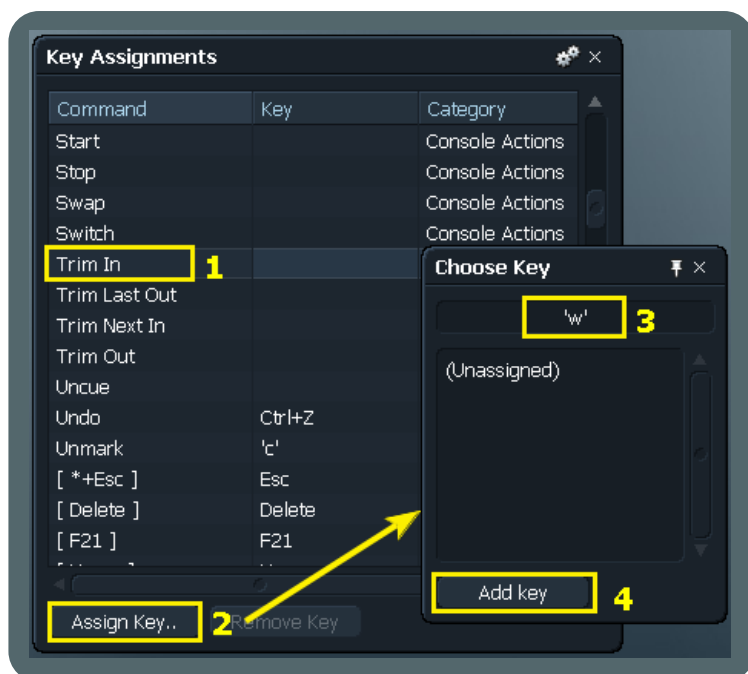 Key Assignments
Command Key Category
Start Console Actions
Stop Console Actions
Swap Console Actions
Switch Console Actions
Trim In 1
Trim Last Out
Trim Next In
Trim Out
Uncue
Undo Ctrl+Z
Unmark 'c'
[ *+Esc ] Esc
[ Delete ] Delete
[ F21 ] F21
Assign Key.. 2 Remove Key
Choose Key
'w' 3
(Unassigned)
Add key 4